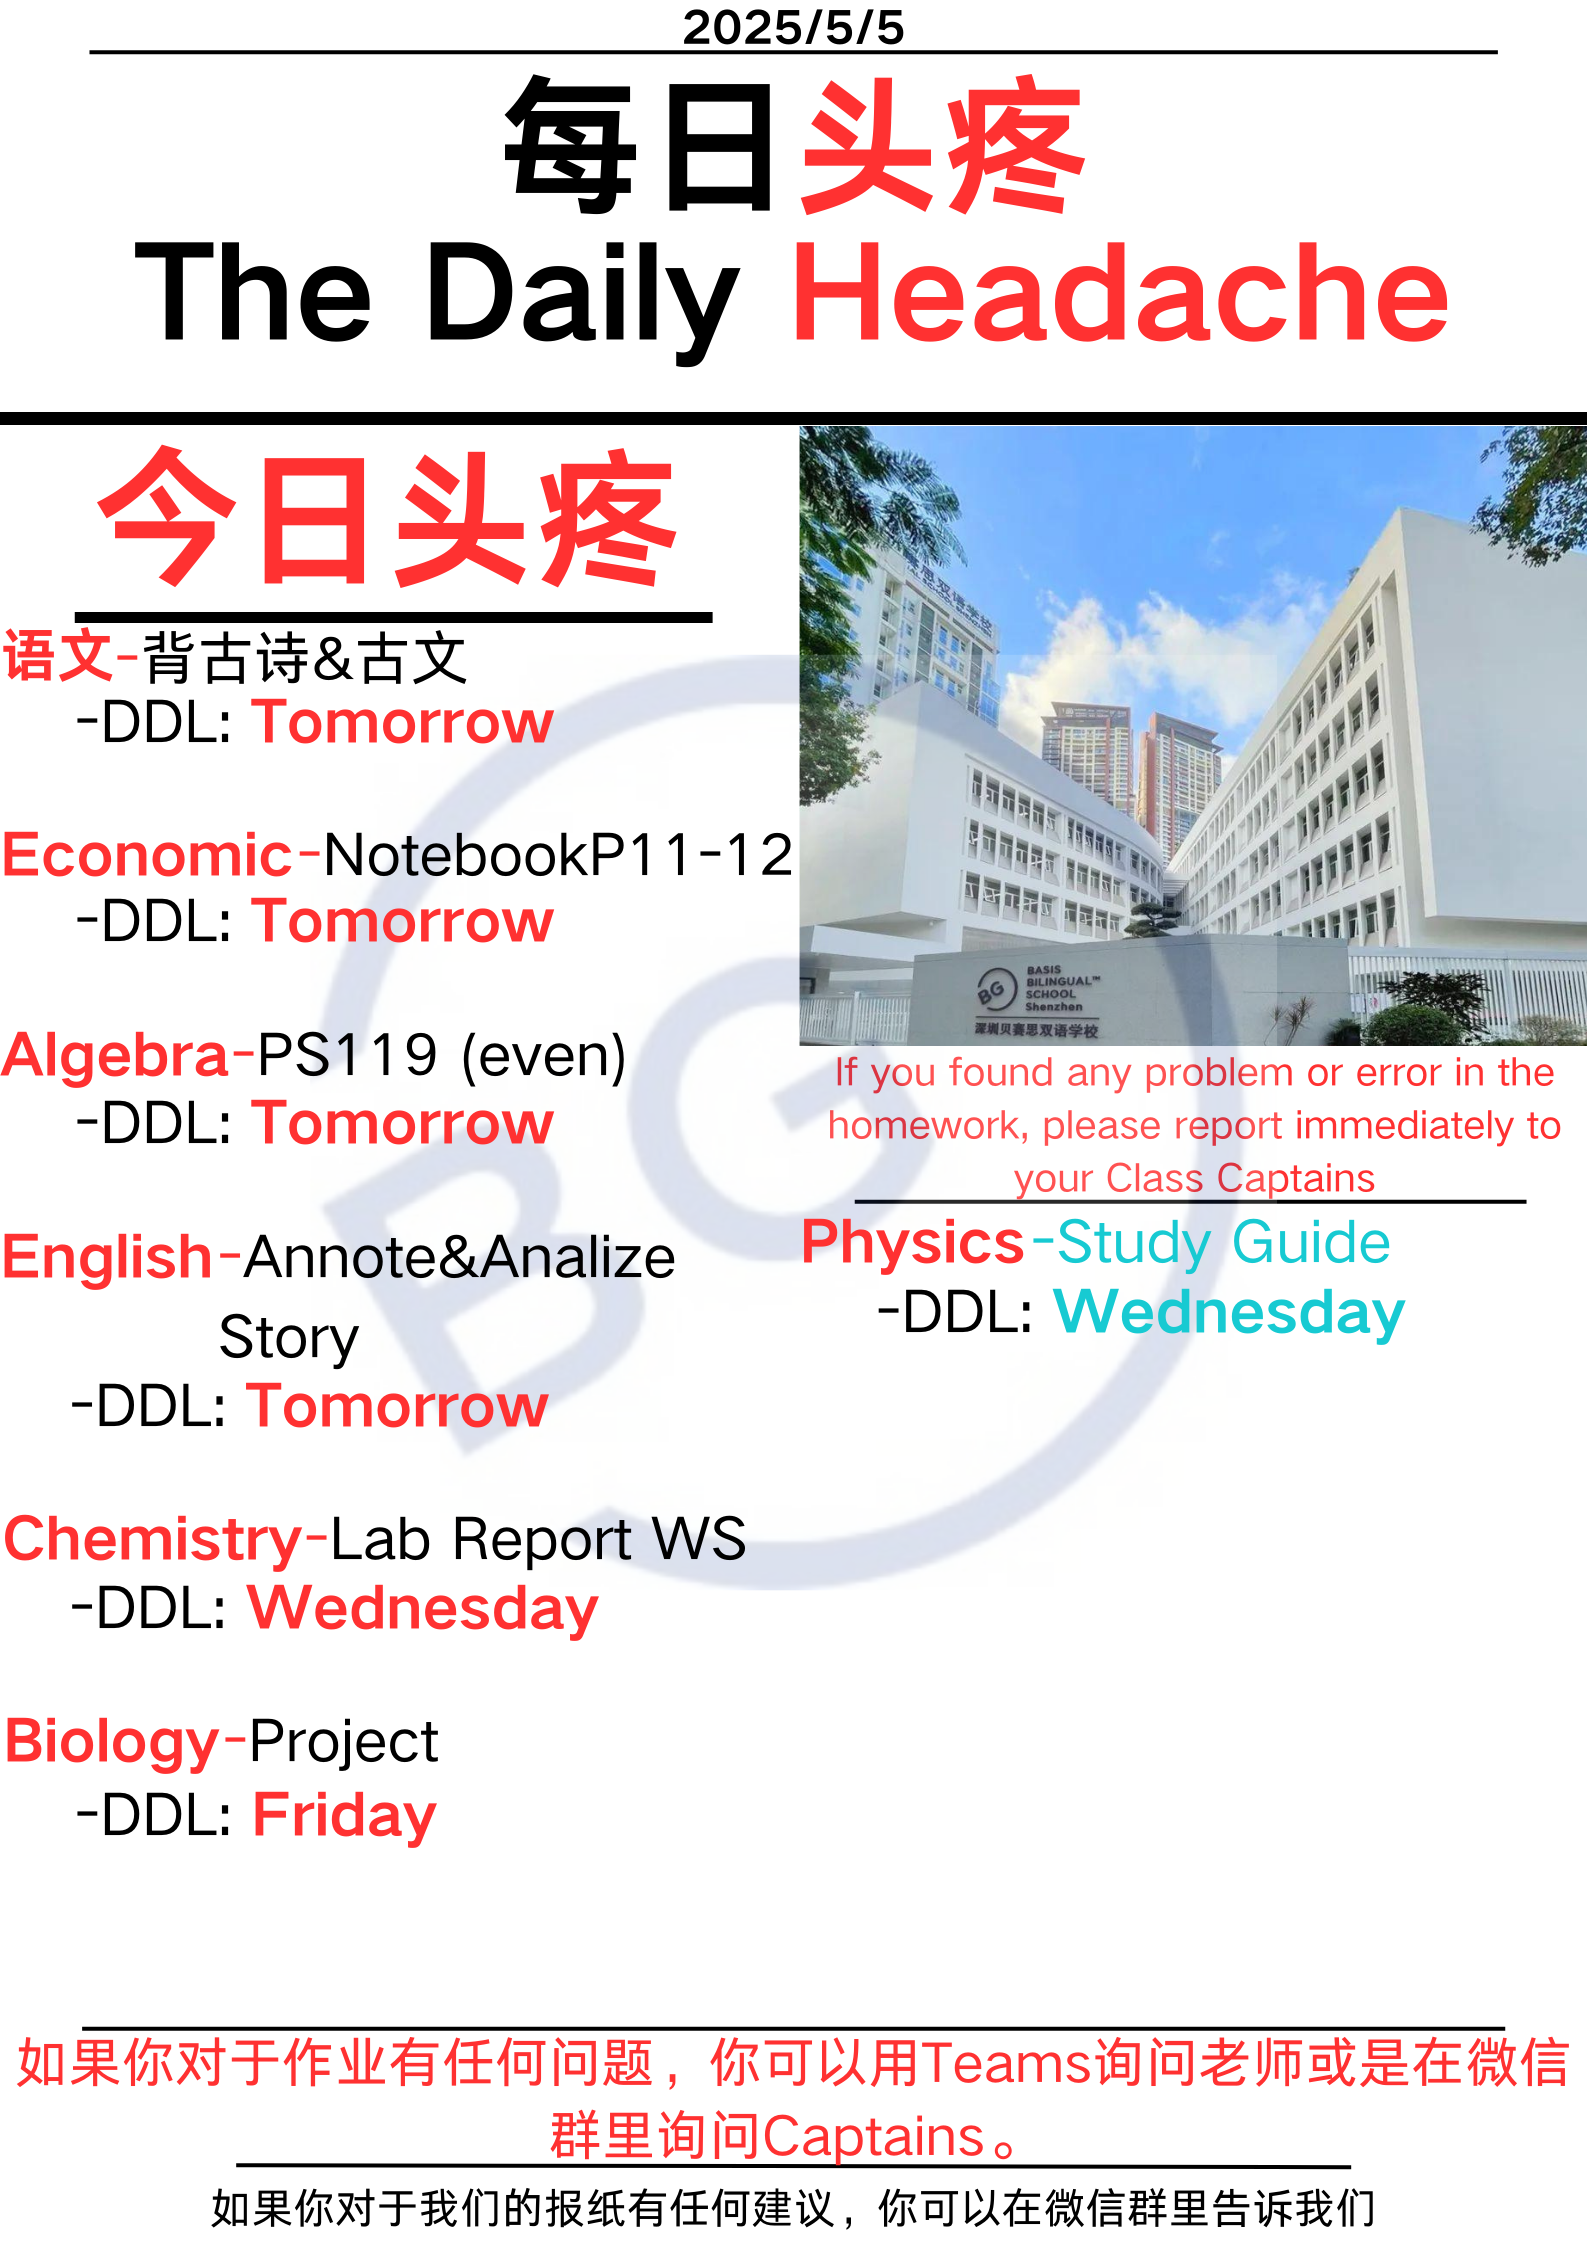 2025/5/5
每日头疼
The Daily Headache
今日头疼
语文-背古诗&古文
-DDL: Tomorrow
Economic-NotebookP11-12
-DDL: Tomorrow
Algebra-PS119 (even)
-DDL: Tomorrow
English-Annote&Analize
Story
-DDL: Tomorrow
Chemistry-Lab Report WS
-DDL: Wednesday
Biology-Project
-DDL: Friday
BG
BASIS
BILINGUAL™
SCHOOL
Shenzhen
深圳贝赛思双语学校
If you found any problem or error in the
homework, please report immediately to
your Class Captains
Physics-Study Guide
-DDL: Wednesday
BG
如果你对于作业有任何问题，你可以用Teams询问老师或是在微信
群里询问Captains。
如果你对于我们的报纸有任何建议，你可以在微信群里告诉我们